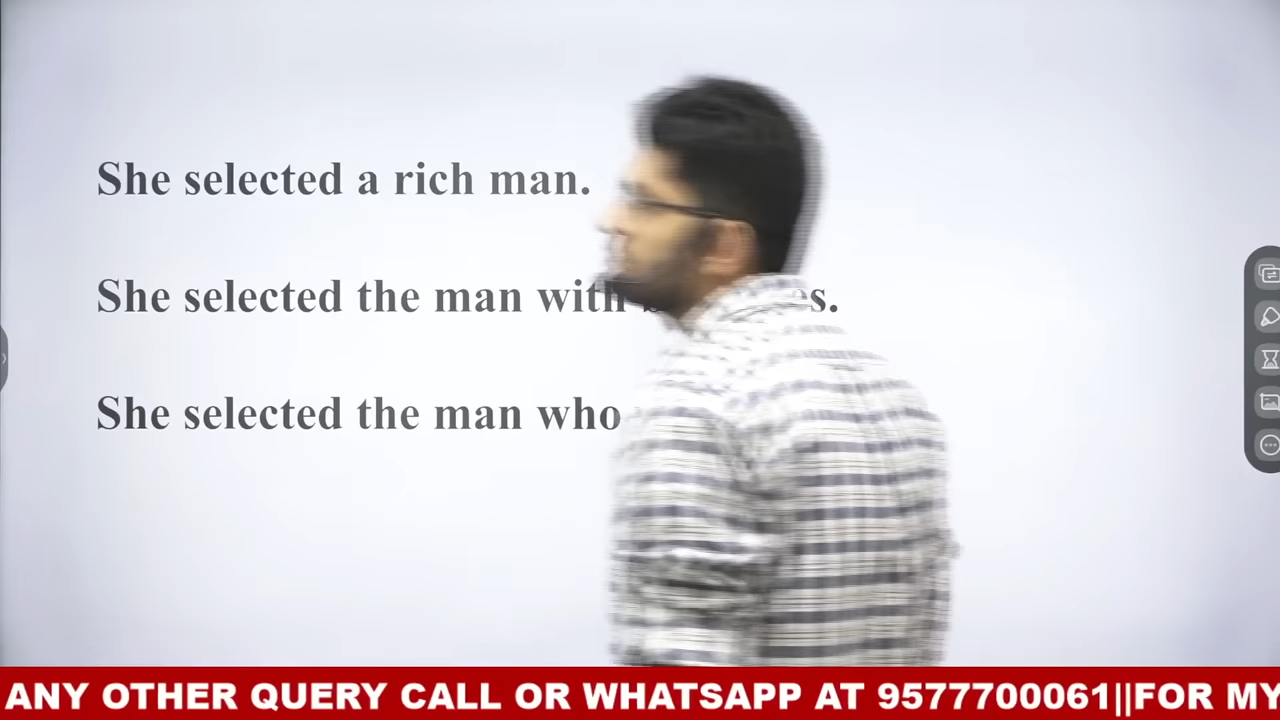 She selected a rich man.
She selected the man with
She selected the man who
ANY OTHER QUERY CALL OR WHATSAPP AT 9577700061||FOR MY